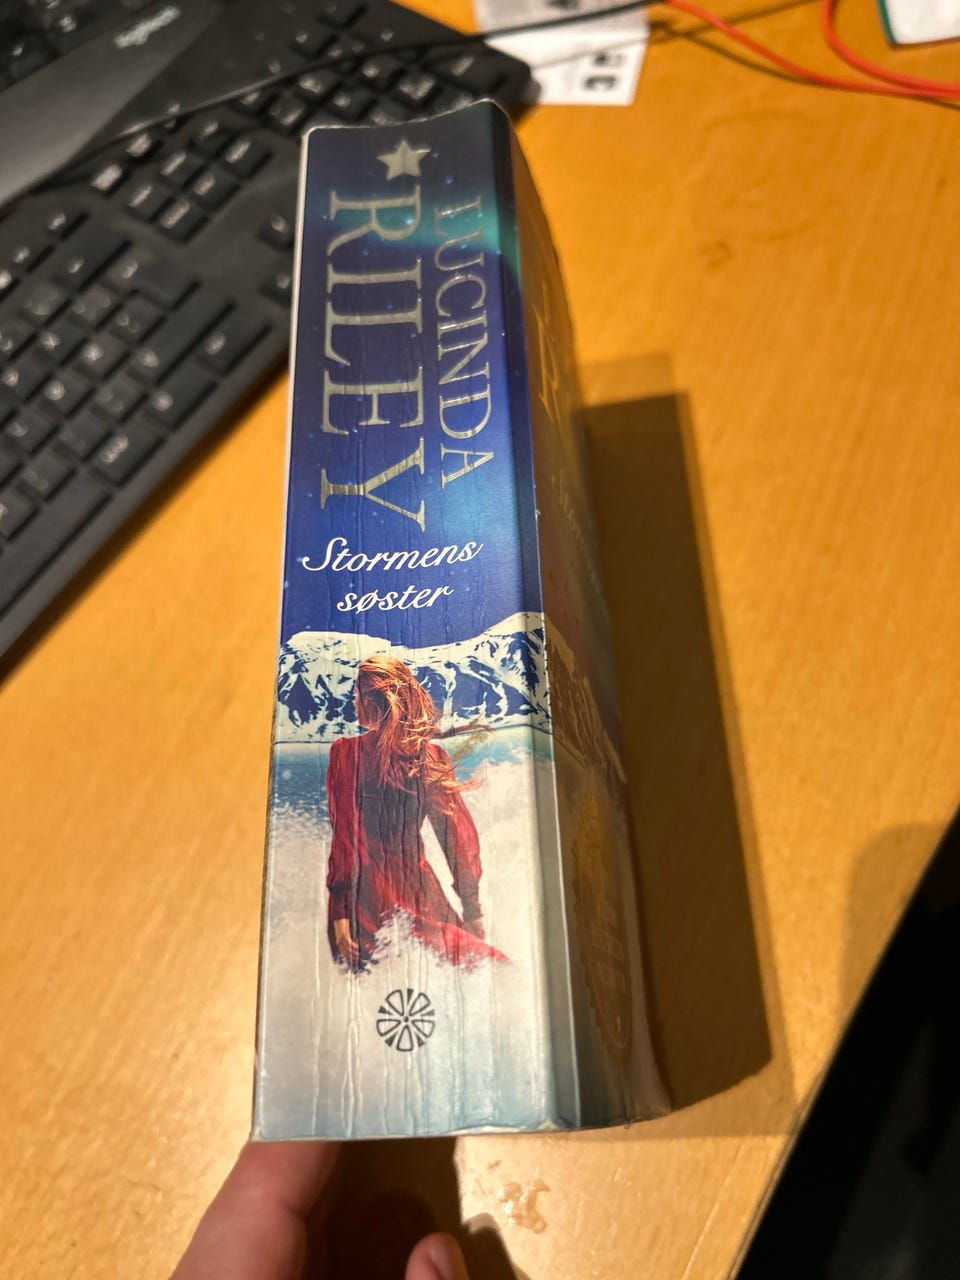 LUCINDA
RILEY
Stormens
søster